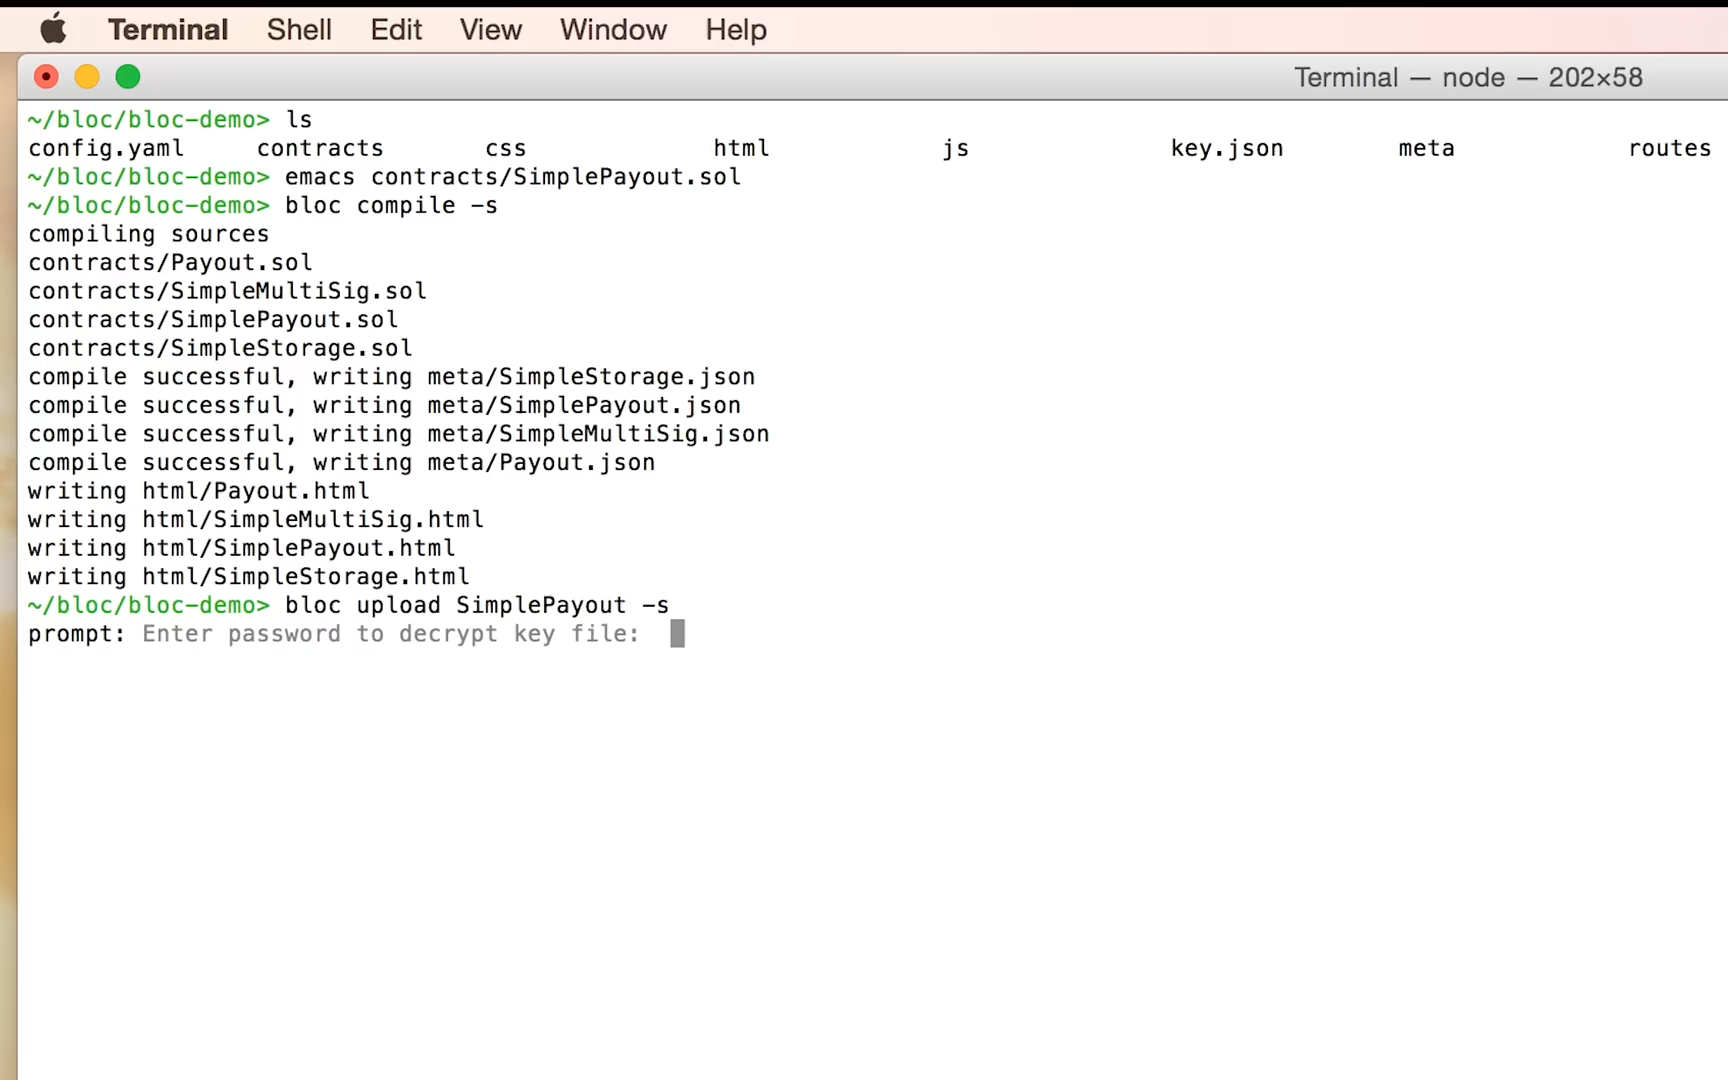 Terminal Shell Edit View Window Help
Terminal — node — 202×58
~/bloc/bloc-demo> ls
config.yaml contracts css html js key.json meta routes
~/bloc/bloc-demo> emacs contracts/SimplePayout.sol
~/bloc/bloc-demo> bloc compile -s
compiling sources
contracts/Payout.sol
contracts/SimpleMultiSig.sol
contracts/SimplePayout.sol
contracts/SimpleStorage.sol
compile successful, writing meta/SimpleStorage.json
compile successful, writing meta/SimplePayout.json
compile successful, writing meta/SimpleMultiSig.json
compile successful, writing meta/Payout.json
writing html/Payout.html
writing html/SimpleMultiSig.html
writing html/SimplePayout.html
writing html/SimpleStorage.html
~/bloc/bloc-demo> bloc upload SimplePayout -s
prompt: Enter password to decrypt key file: